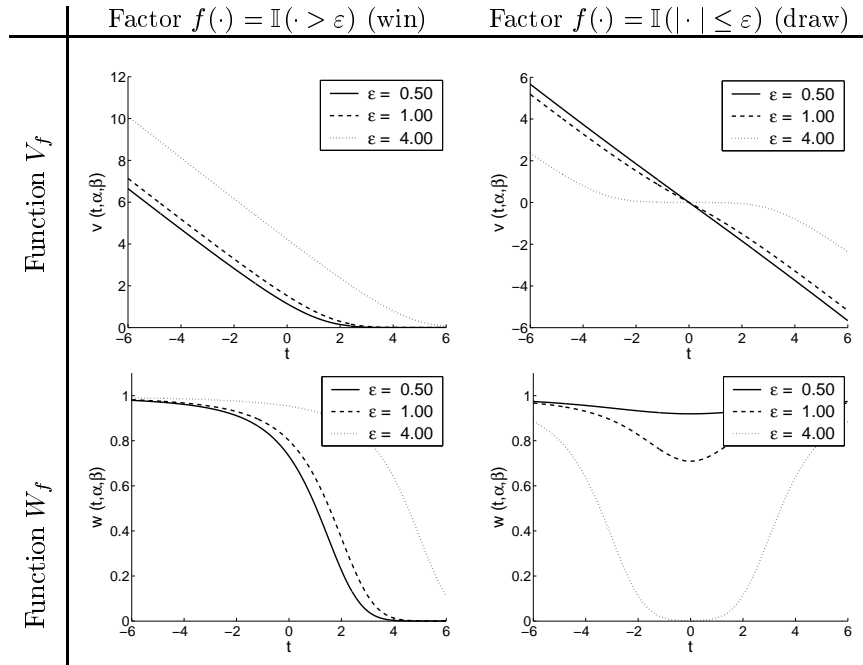 Factor f(·) = 𝕀(· > ε) (win)
Factor f(·) = 𝕀(|·| ≤ ε) (draw)
Function V_f
12
10
8
6
4
2
0
−6 −4 −2 0 2 4 6
t
v (t,α,β)
ε = 0.50
ε = 1.00
ε = 4.00
6
4
2
0
−2
−4
−6
−6 −4 −2 0 2 4 6
t
v (t,α,β)
ε = 0.50
ε = 1.00
ε = 4.00
Function W_f
1
0.8
0.6
0.4
0.2
0
−6 −4 −2 0 2 4 6
t
w (t,α,β)
ε = 0.50
ε = 1.00
ε = 4.00
1
0.8
0.6
0.4
0.2
0
−6 −4 −2 0 2 4 6
t
w (t,α,β)
ε = 0.50
ε = 1.00
ε = 4.00